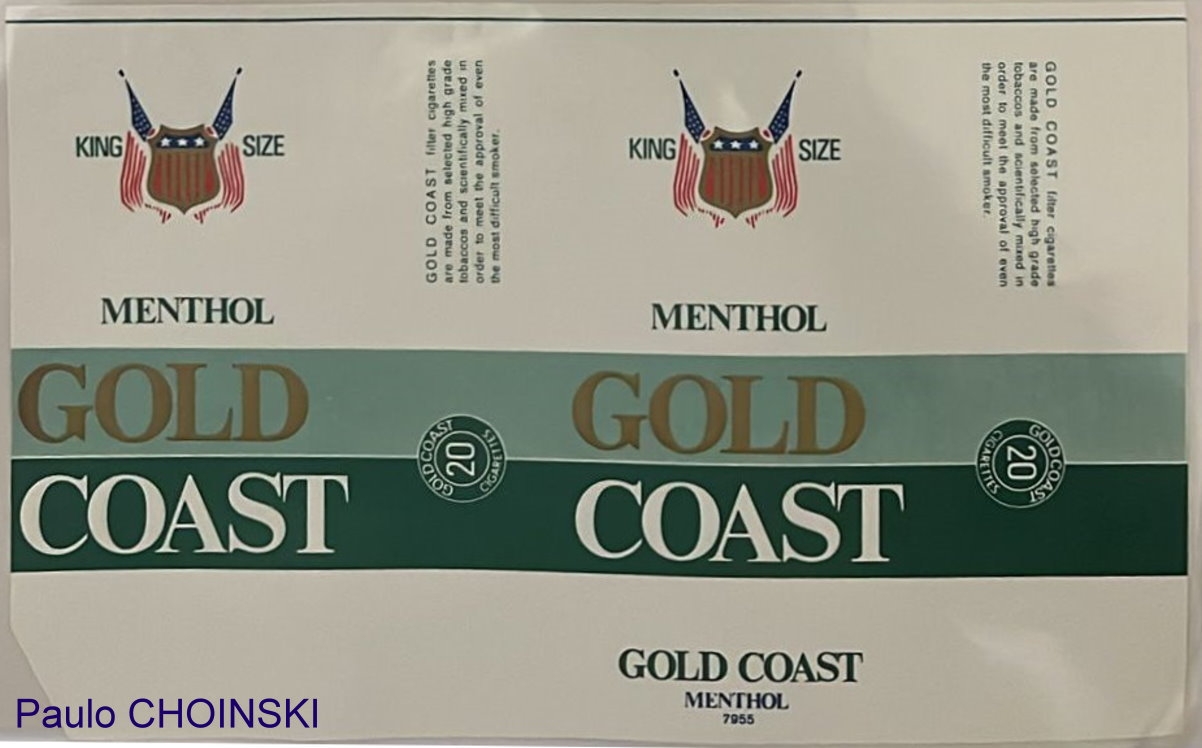 KING SIZE
MENTHOL
GOLD
COAST
GOLD COAST filter cigarettes
are made from selected high grade
tobaccos and scientifically mixed in
order to meet the approval of even
the most difficult smoker.
GOLD COAST
20
CIGARETTES
KING SIZE
MENTHOL
GOLD
COAST
GOLD COAST filter cigarettes
are made from selected high grade
tobaccos and scientifically mixed in
order to meet the approval of even
the most difficult smoker.
GOLD COAST
20
CIGARETTES
GOLD COAST
MENTHOL
7955
Paulo CHOINSKI